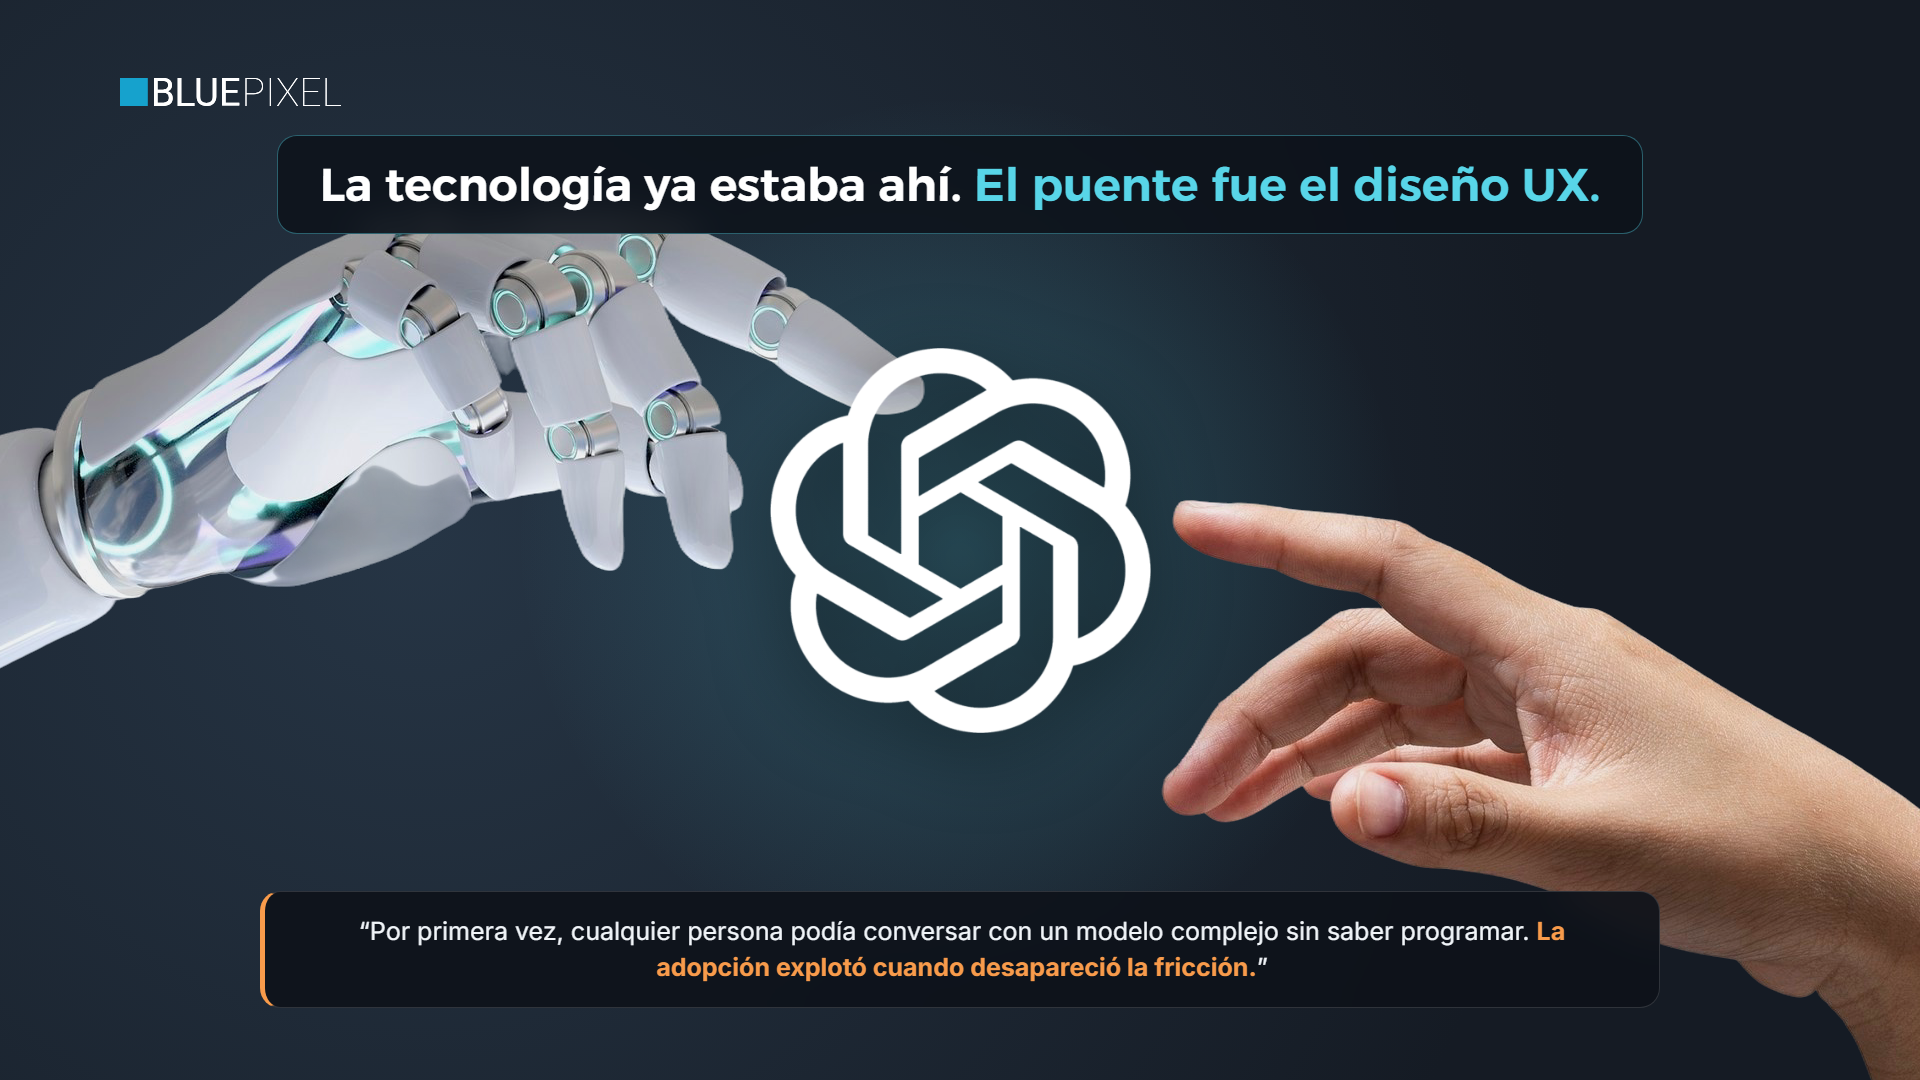 BLUEPIXEL
La tecnología ya estaba ahí. El puente fue el diseño UX.
“Por primera vez, cualquier persona podía conversar con un modelo complejo sin saber programar. La
adopción explotó cuando desapareció la fricción.”